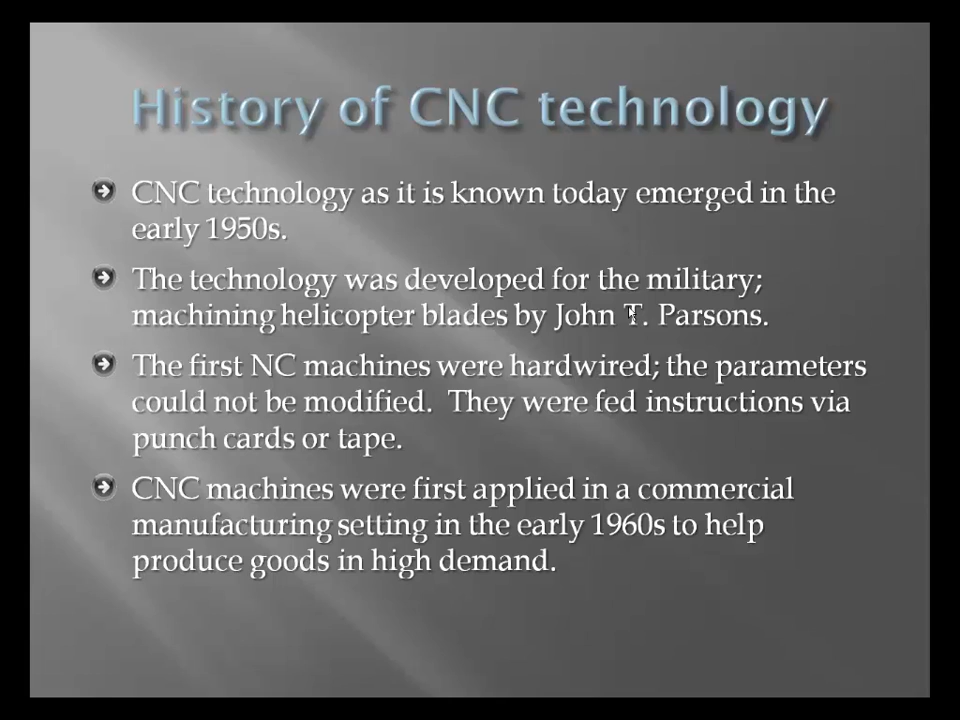 History of CNC technology
CNC technology as it is known today emerged in the
early 1950s.
The technology was developed for the military;
machining helicopter blades by John T. Parsons.
The first NC machines were hardwired; the parameters
could not be modified.  They were fed instructions via
punch cards or tape.
CNC machines were first applied in a commercial
manufacturing setting in the early 1960s to help
produce goods in high demand.